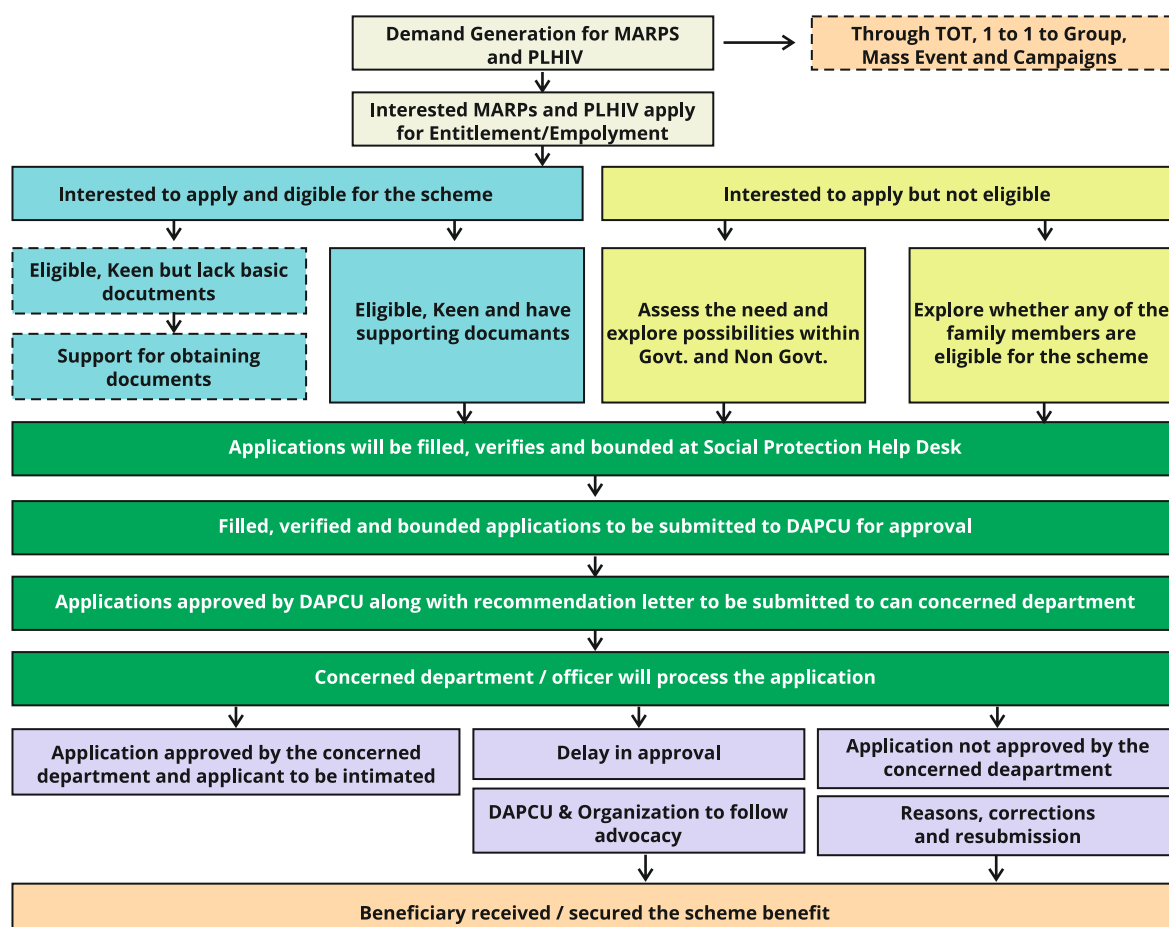 Demand Generation for MARPS
and PLHIV
Through TOT, 1 to 1 to Group,
Mass Event and Campaigns
Interested MARPs and PLHIV apply
for Entitlement/Empolyment
Interested to apply and digible for the scheme
Interested to apply but not eligible
Eligible, Keen but lack basic
docutments
Support for obtaining
documents
Eligible, Keen and have
supporting documants
Assess the need and
explore possibilities within
Govt. and Non Govt.
Explore whether any of the
family members are
eligible for the scheme
Applications will be filled, verifies and bounded at Social Protection Help Desk
Filled, verified and bounded applications to be submitted to DAPCU for approval
Applications approved by DAPCU along with recommendation letter to be submitted to can concerned department
Concerned department / officer will process the application
Application approved by the concerned
department and applicant to be intimated
Delay in approval
DAPCU & Organization to follow
advocacy
Application not approved by the
concerned deapartment
Reasons, corrections
and resubmission
Beneficiary received / secured the scheme benefit